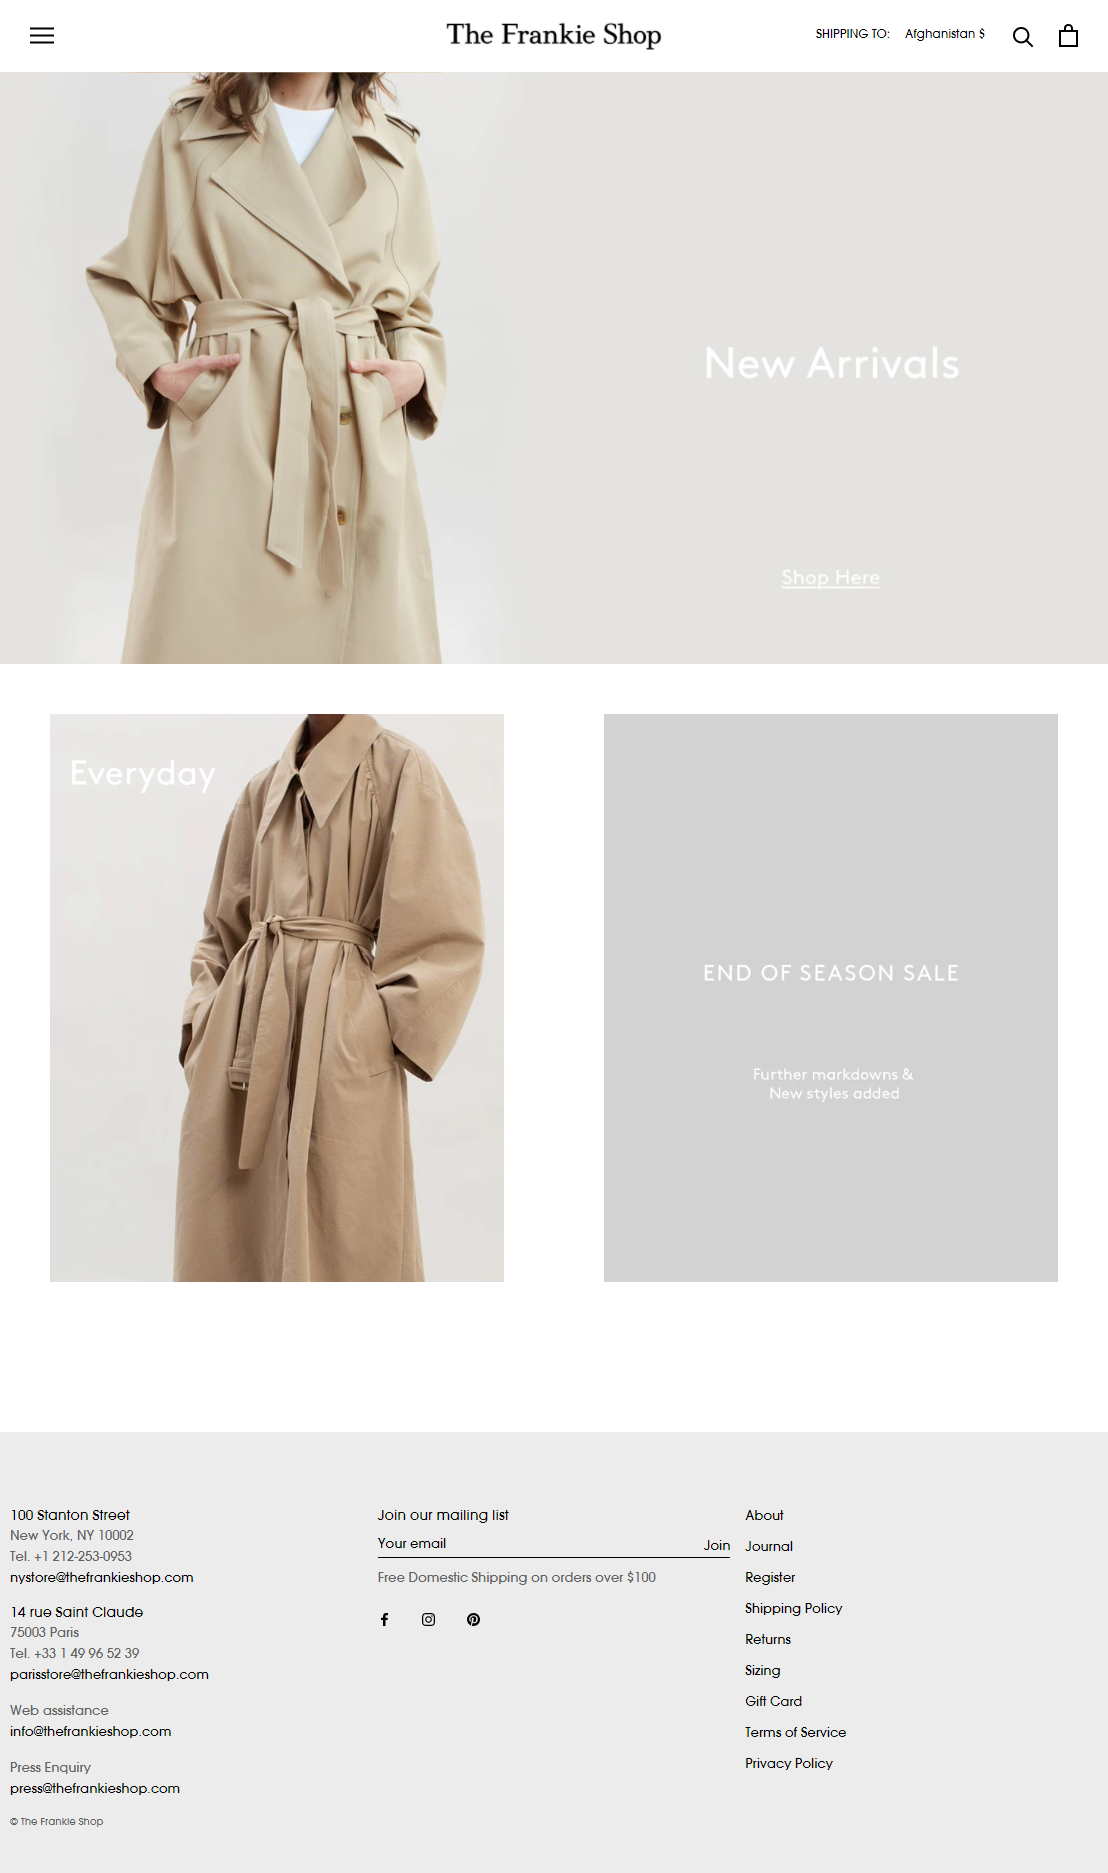 The Frankie Shop
SHIPPING TO: Afghanistan $
New Arrivals
Shop Here
Everyday
END OF SEASON SALE
Further markdowns &
New styles added
100 Stanton Street
New York, NY 10002
Tel. +1 212-253-0953
nystore@thefrankieshop.com
14 rue Saint Claude
75003 Paris
Tel. +33 1 49 96 52 39
parisstore@thefrankieshop.com
Web assistance
info@thefrankieshop.com
Press Enquiry
press@thefrankieshop.com
© The Frankie Shop
Join our mailing list
Your email
Join
Free Domestic Shipping on orders over $100
About
Journal
Register
Shipping Policy
Returns
Sizing
Gift Card
Terms of Service
Privacy Policy